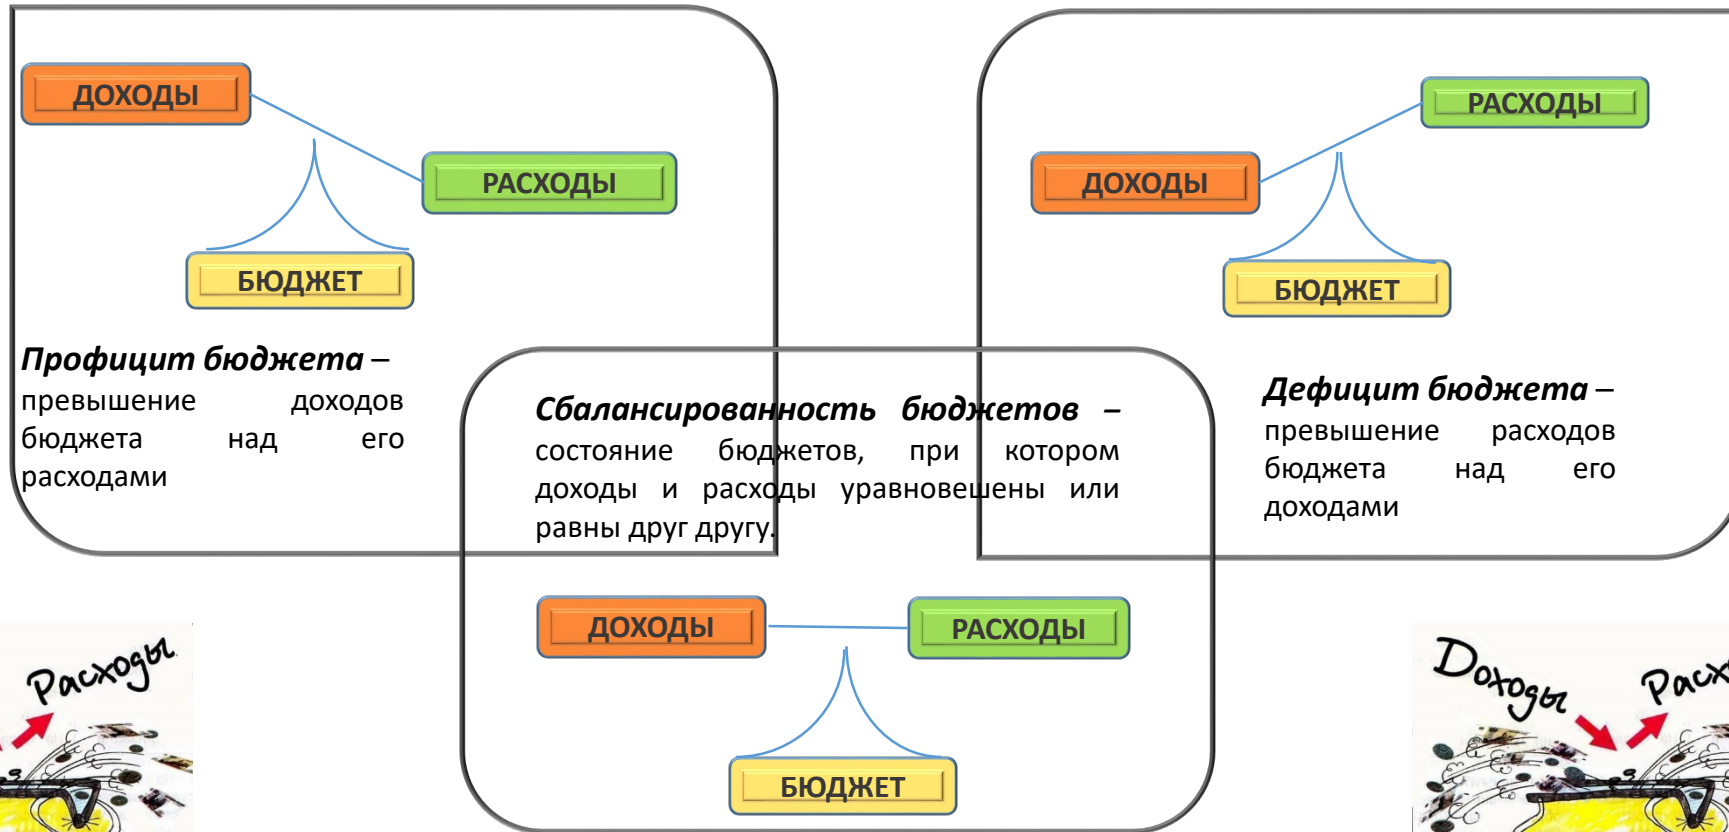 ДОХОДЫ
РАСХОДЫ
БЮДЖЕТ
Профицит бюджета –
превышение доходов
бюджета над его
расходами
РАСХОДЫ
ДОХОДЫ
БЮДЖЕТ
Дефицит бюджета –
превышение расходов
бюджета над его
доходами
Сбалансированность бюджетов –
состояние бюджетов, при котором
доходы и расходы уравновешены или
равны друг другу.
ДОХОДЫ
РАСХОДЫ
БЮДЖЕТ
Расходы
Доходы
Расх